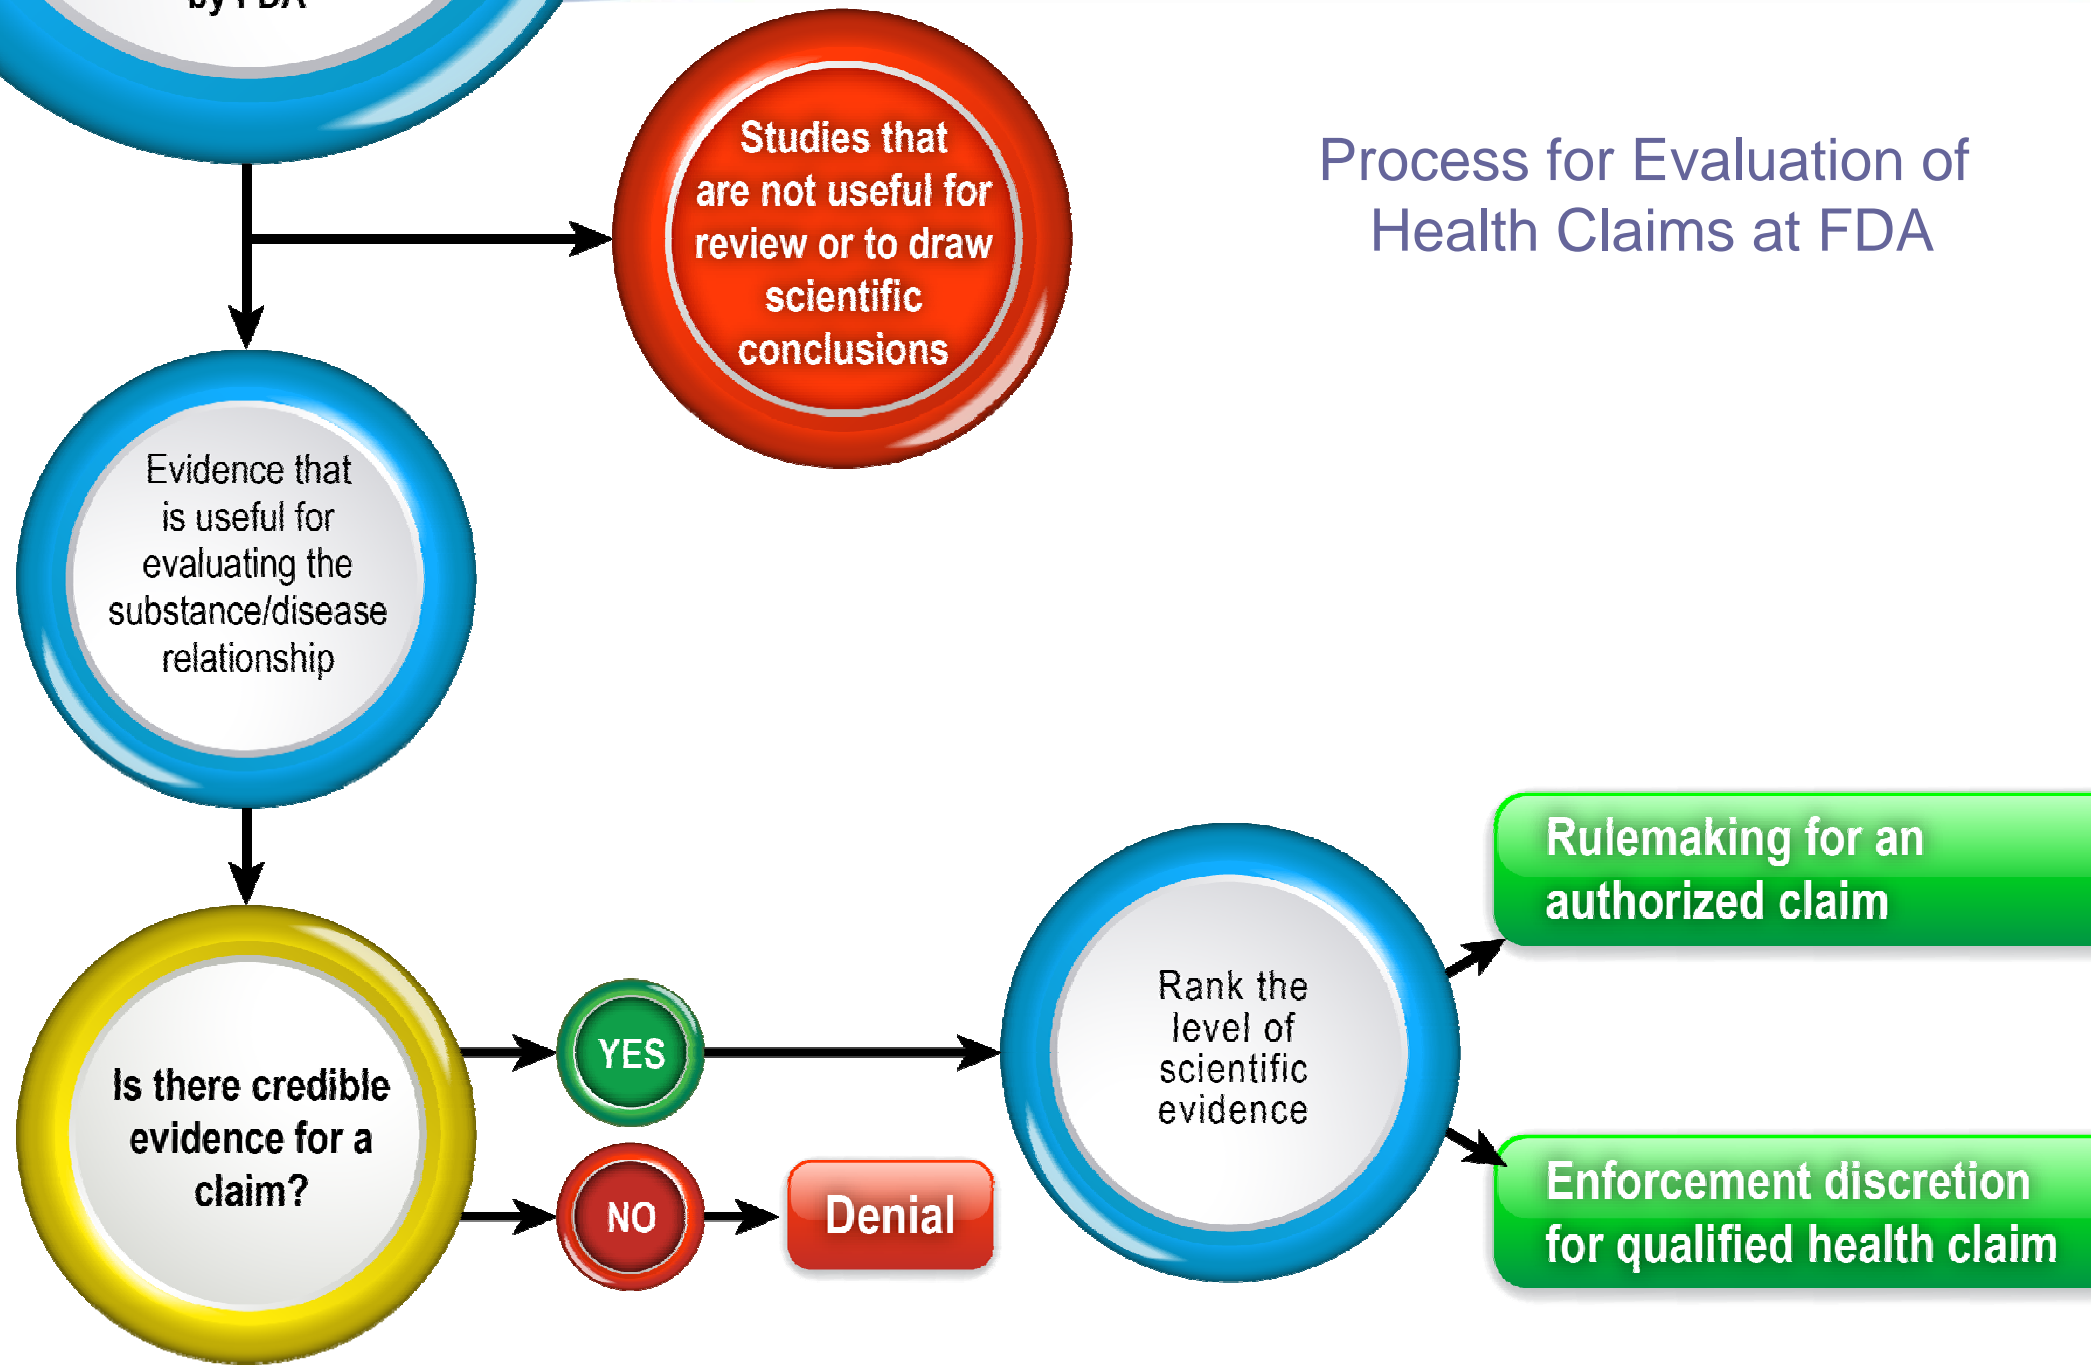 by FDA
Studies that
are not useful for
review or to draw
scientific
conclusions
Process for Evaluation of
Health Claims at FDA
Evidence that
is useful for
evaluating the
substance/disease
relationship
Is there credible
evidence for a
claim?
YES
NO
Denial
Rank the
level of
scientific
evidence
Rulemaking for an
authorized claim
Enforcement discretion
for qualified health claim